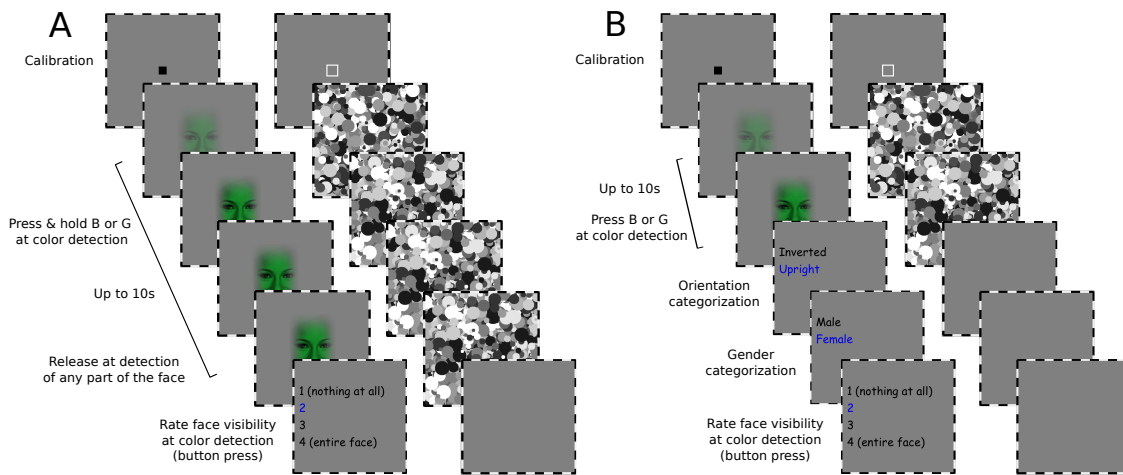 A
Calibration
Press & hold B or G
at color detection
Up to 10s
Release at detection
of any part of the face
1 (nothing at all)
2
3
4 (entire face)
Rate face visibility
at color detection
(button press)
B
Calibration
Up to 10s
Press B or G
at color detection
Inverted
Upright
Orientation
categorization
Male
Female
Gender
categorization
1 (nothing at all)
2
3
4 (entire face)
Rate face visibility
at color detection
(button press)